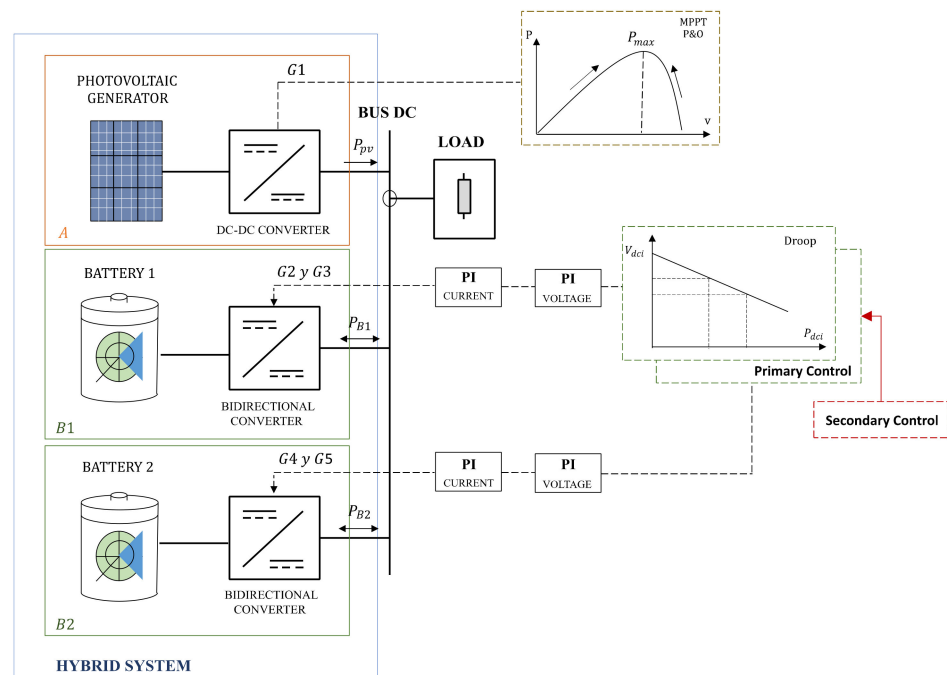 MPPT
P&O
P
P_max
v
G1
PHOTOVOLTAIC
GENERATOR
BUS DC
P_pv
LOAD
A
DC-DC CONVERTER
BATTERY 1
G2 y G3
PI
CURRENT
PI
VOLTAGE
Droop
V_dci
P_dci
Primary Control
P_B1
BIDIRECTIONAL
CONVERTER
B1
Secondary Control
BATTERY 2
G4 y G5
PI
CURRENT
PI
VOLTAGE
P_B2
BIDIRECTIONAL
CONVERTER
B2
HYBRID SYSTEM